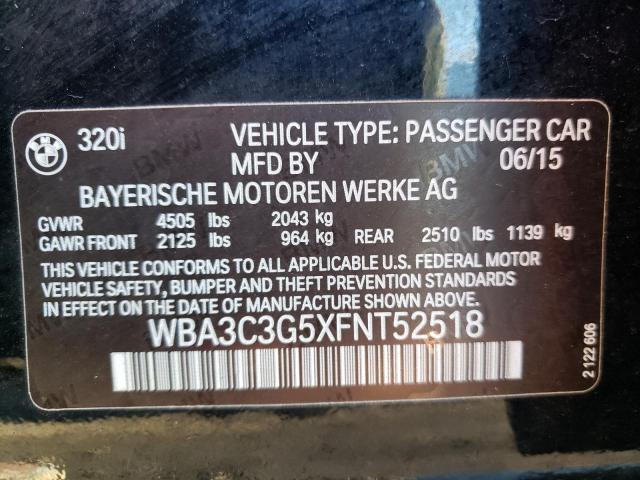 BMW 320i VEHICLE TYPE: PASSENGER CAR
MFD BY 06/15
BAYERISCHE MOTOREN WERKE AG
GVWR 4505 lbs 2043 kg
GAWR FRONT 2125 lbs 964 kg REAR 2510 lbs 1139 kg
THIS VEHICLE CONFORMS TO ALL APPLICABLE U.S. FEDERAL MOTOR
VEHICLE SAFETY, BUMPER AND THEFT PREVENTION STANDARDS
IN EFFECT ON THE DATE OF MANUFACTURE SHOWN ABOVE.
WBA3C3G5XFNT52518
2 122 606